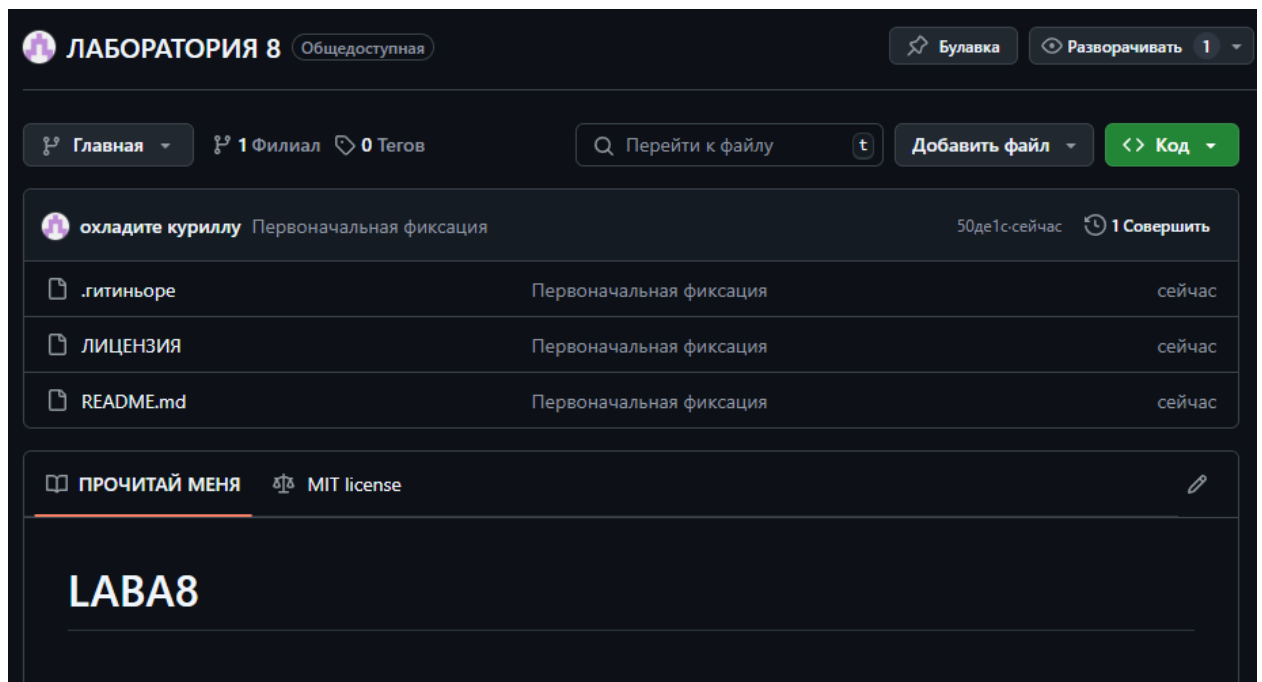 ЛАБОРАТОРИЯ 8 Общедоступная Булавка Разворачивать 1
Главная 1 Филиал 0 Тегов Перейти к файлу t Добавить файл Код
охладите куриллу Первоначальная фиксация 50де1с·сейчас 1 Совершить
.гитиньоре Первоначальная фиксация сейчас
ЛИЦЕНЗИЯ Первоначальная фиксация сейчас
README.md Первоначальная фиксация сейчас
ПРОЧИТАЙ МЕНЯ MIT license
LABA8